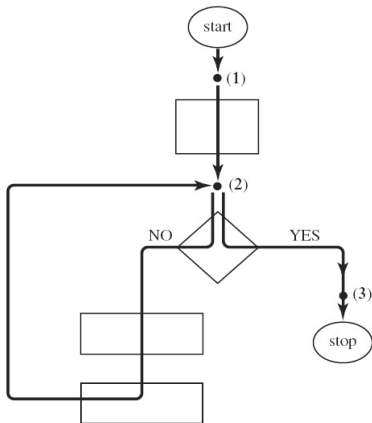 start
(1)
(2)
NO
YES
(3)
stop